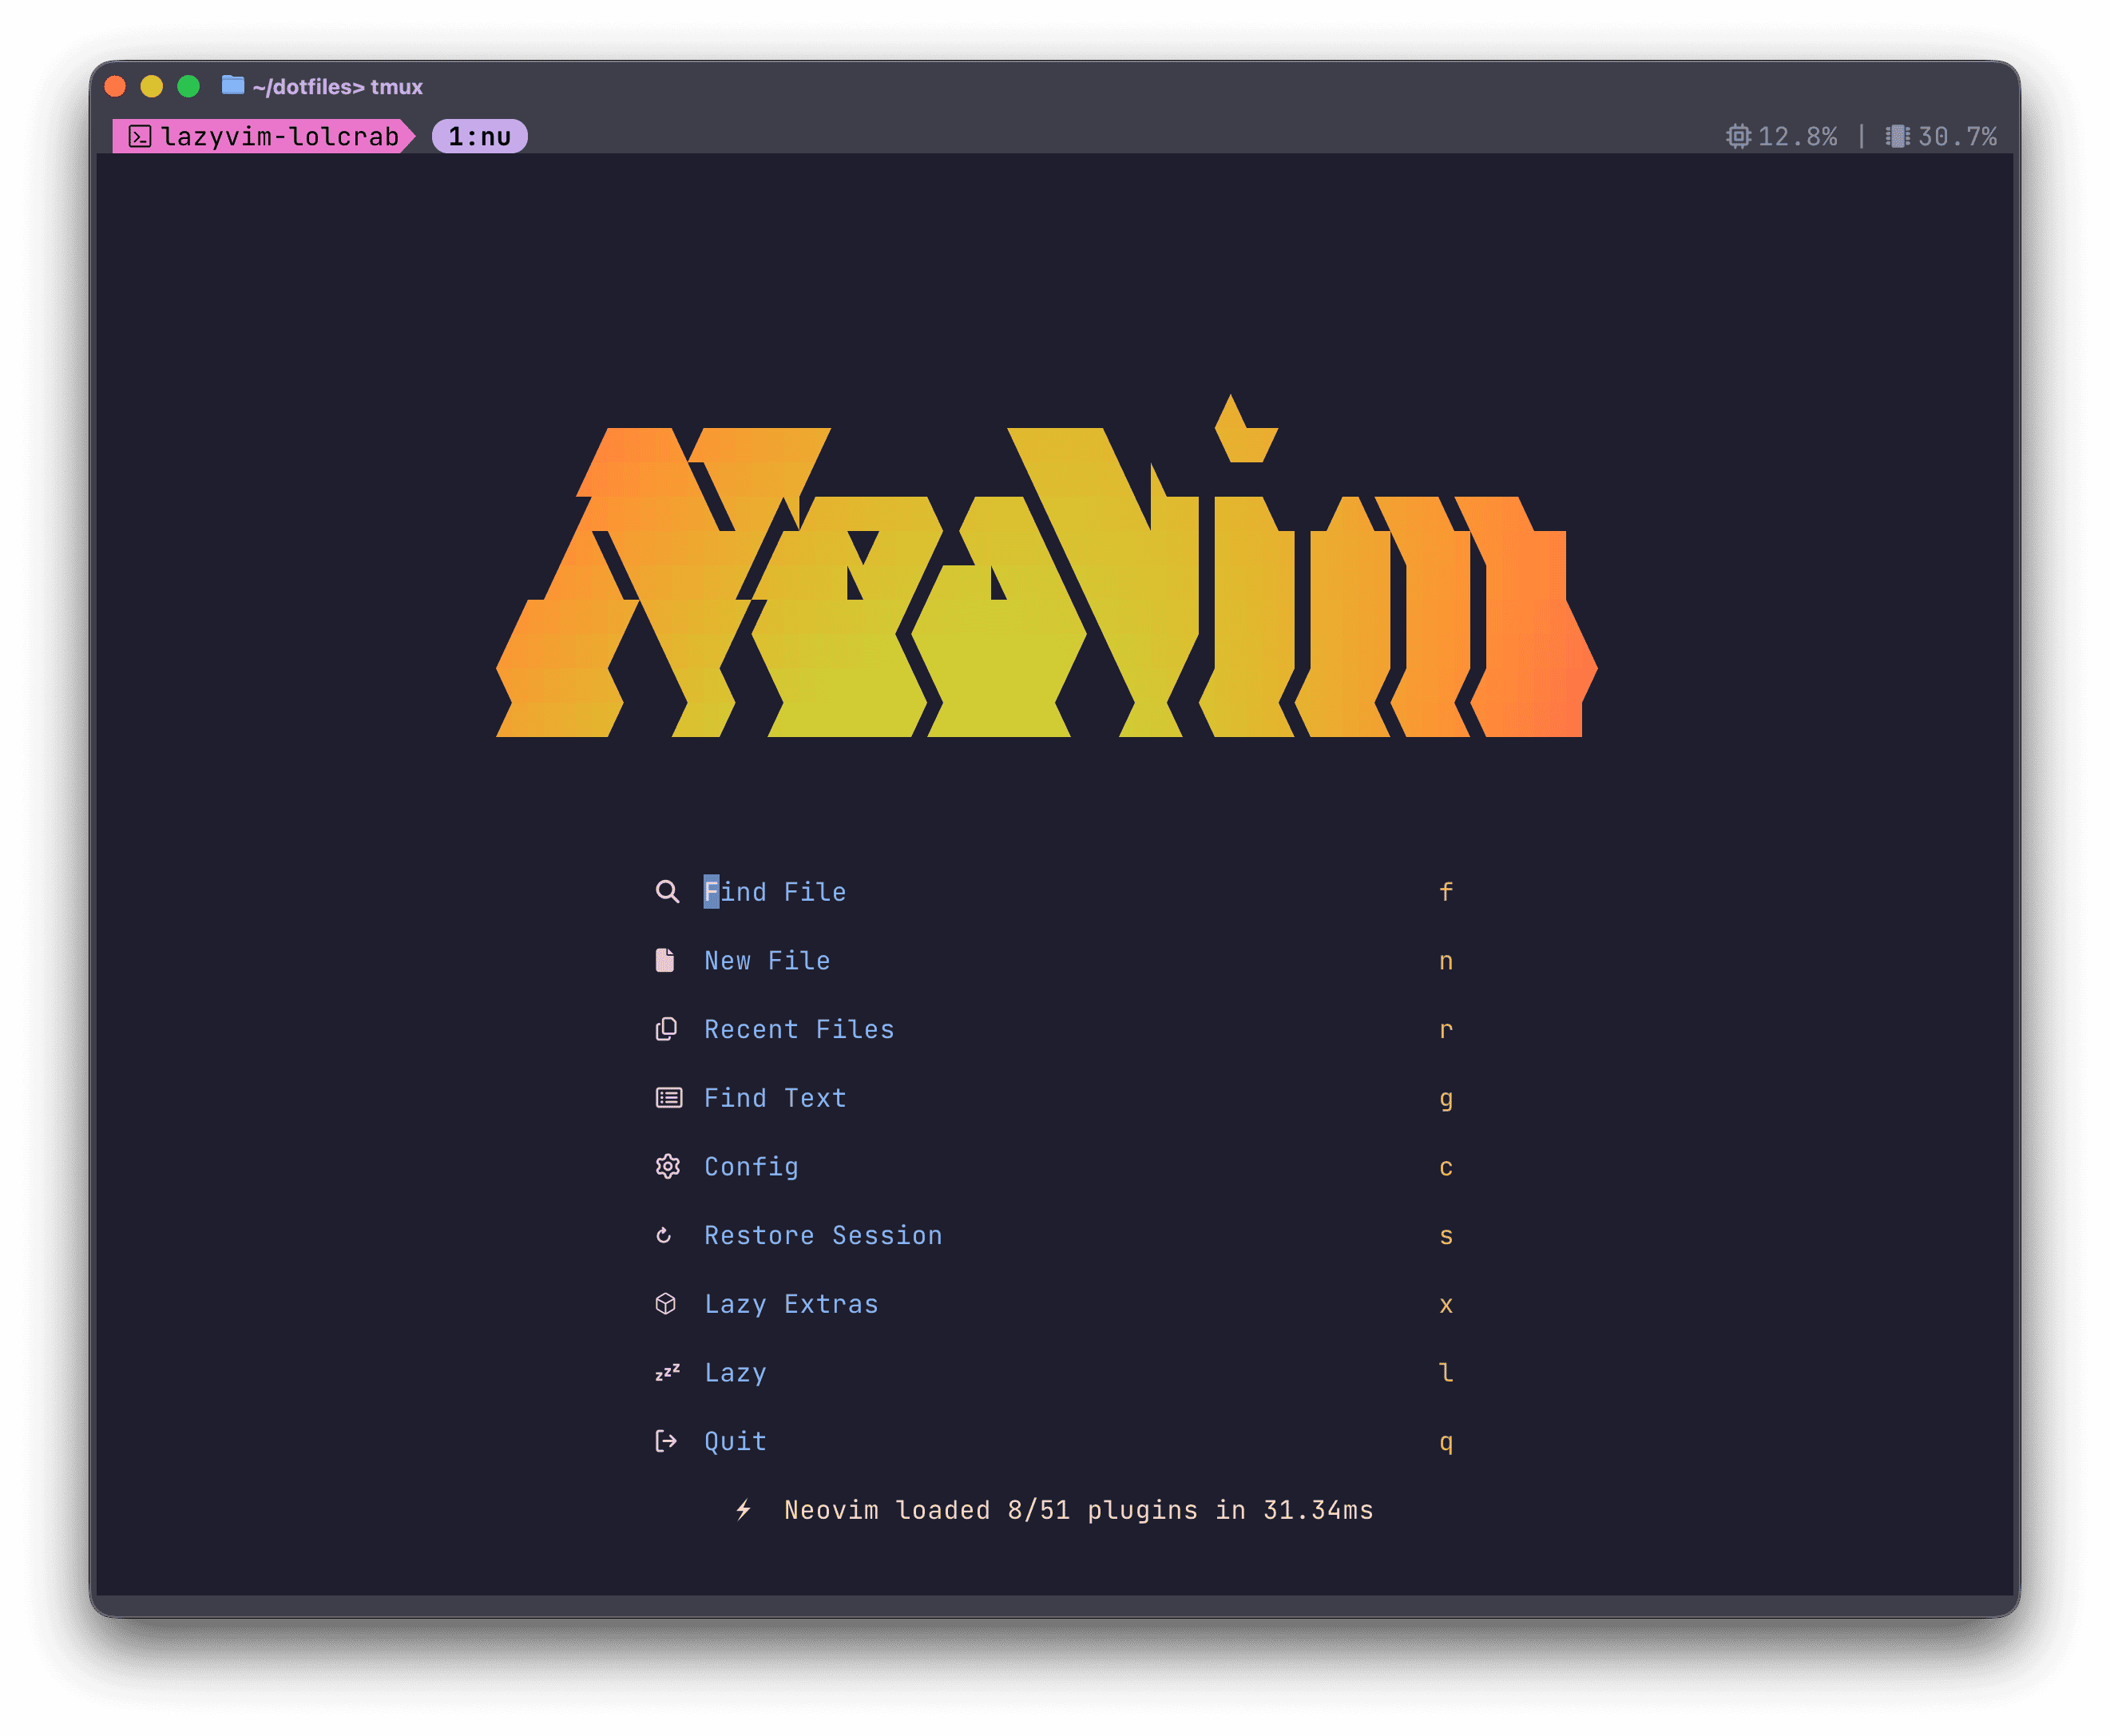 ~/dotfiles> tmux
lazyvim-lolcrab 1:nu 12.8% | 30.7%
NeoVim
Find File f
New File n
Recent Files r
Find Text g
Config c
Restore Session s
Lazy Extras x
zzz Lazy l
Quit q
Neovim loaded 8/51 plugins in 31.34ms